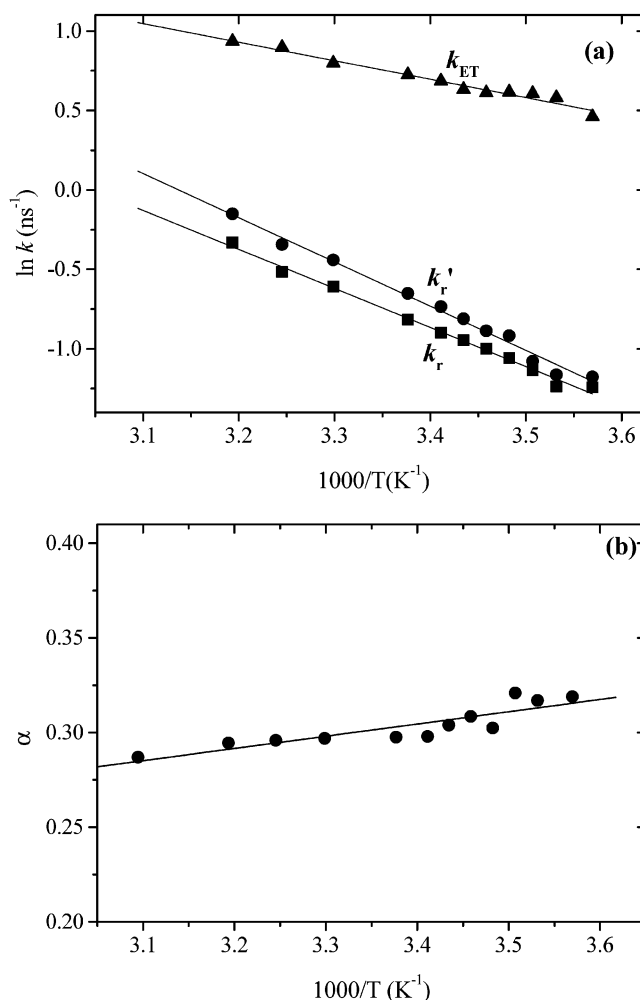 (a)
1.0
k_ET
0.5
0.0
ln k (ns⁻¹)
-0.5
k_r'
k_r
-1.0
3.1 3.2 3.3 3.4 3.5 3.6
1000/T(K⁻¹)
(b)
0.40
0.35
α
0.30
0.25
0.20
3.1 3.2 3.3 3.4 3.5 3.6
1000/T (K⁻¹)